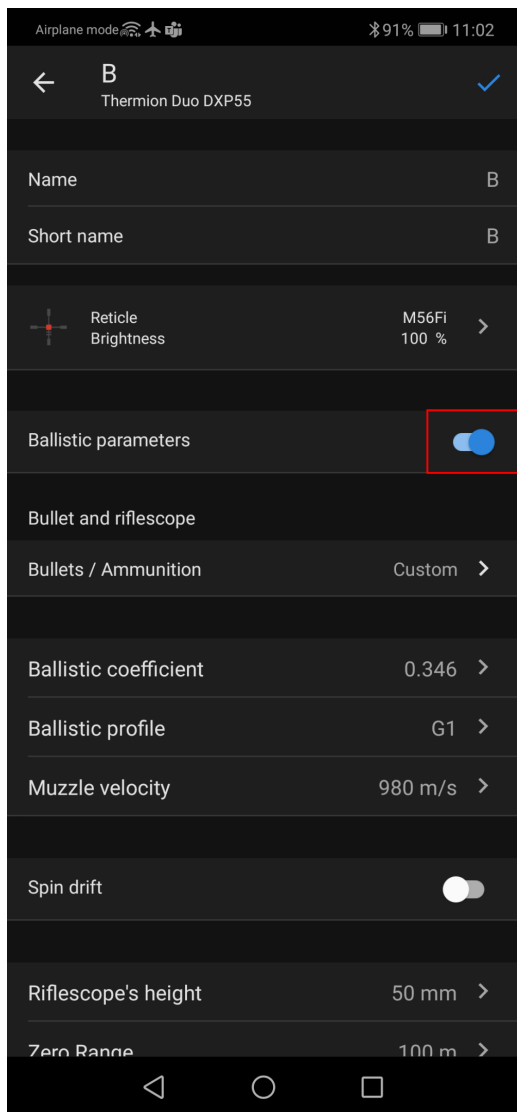 Airplane mode 91% 11:02
B
Thermion Duo DXP55
Name B
Short name B
Reticle M56Fi
Brightness 100 %
Ballistic parameters
Bullet and riflescope
Bullets / Ammunition Custom
Ballistic coefficient 0.346
Ballistic profile G1
Muzzle velocity 980 m/s
Spin drift
Riflescope's height 50 mm
Zero Range 100 m